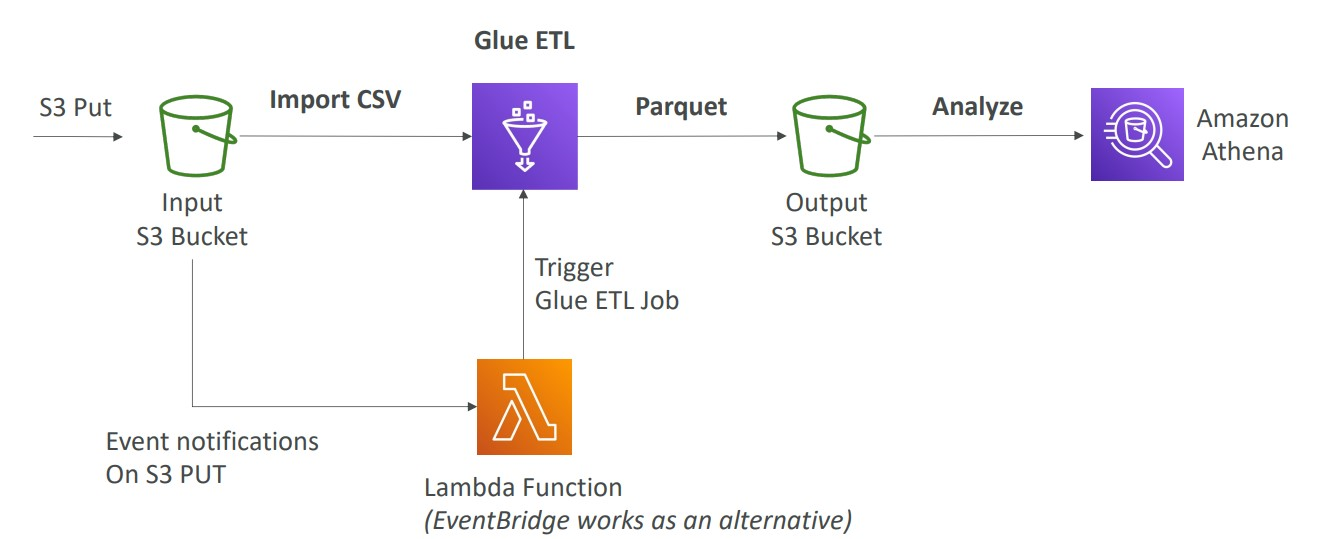 Glue ETL
S3 Put
Import CSV
Parquet
Analyze
Amazon
Athena
Input
S3 Bucket
Output
S3 Bucket
Trigger
Glue ETL Job
Event notifications
On S3 PUT
Lambda Function
(EventBridge works as an alternative)